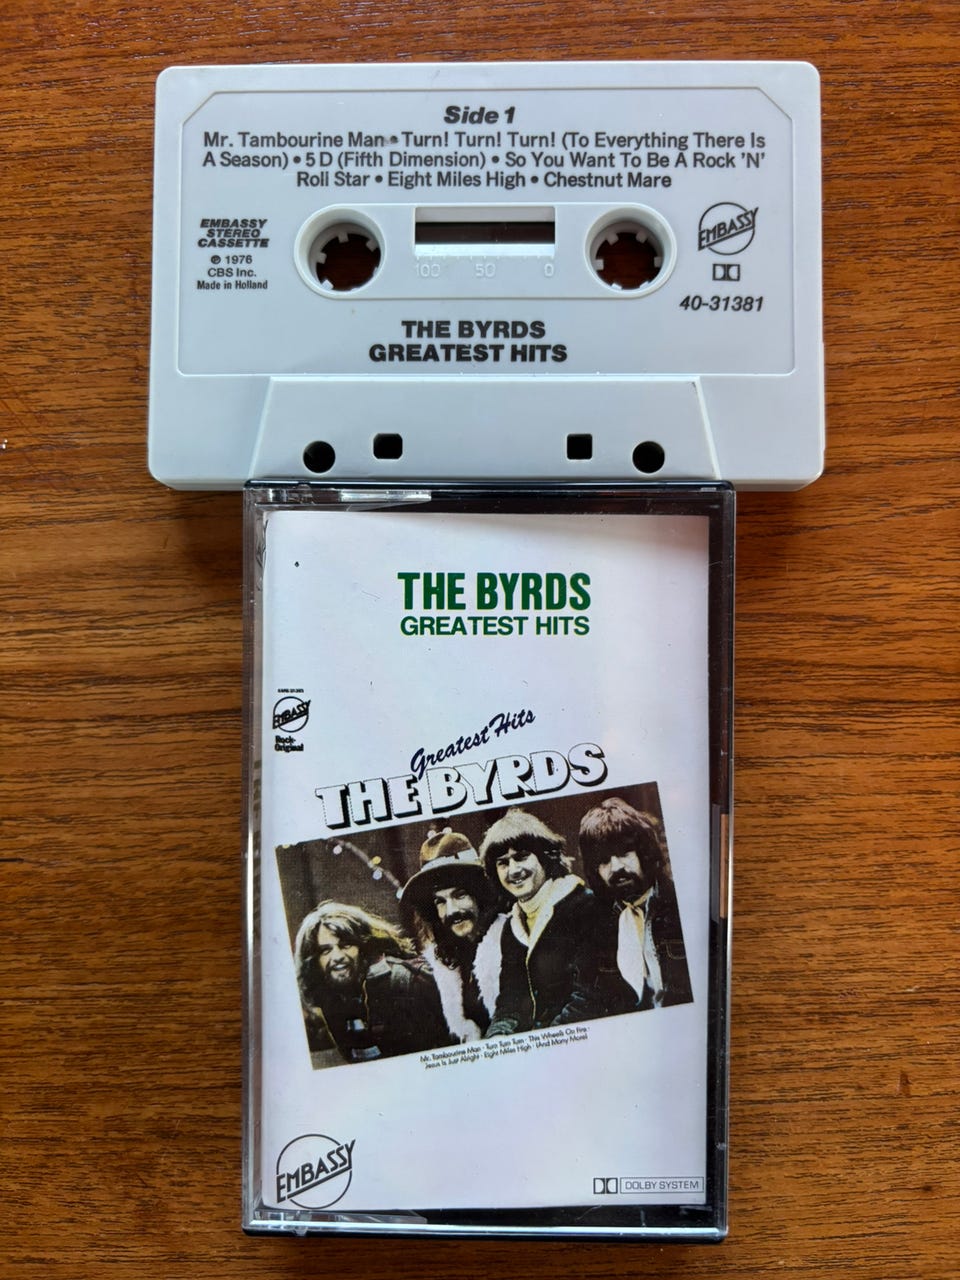 Side 1
Mr. Tambourine Man • Turn! Turn! Turn! (To Everything There Is
A Season) • 5 D (Fifth Dimension) • So You Want To Be A Rock 'N'
Roll Star • Eight Miles High • Chestnut Mare
EMBASSY
STEREO
CASSETTE
℗ 1976
CBS Inc.
Made in Holland
100 50 0
EMBASSY
40-31381
THE BYRDS
GREATEST HITS
THE BYRDS
GREATEST HITS
EMBASSY
Rock-
Original
Greatest Hits
THE BYRDS
Mr. Tambourine Man · Turn Turn Turn · This Wheels On Fire ·
Jesus Is Just Alright · Eight Miles High · (And Many More)
EMBASSY
DOLBY SYSTEM